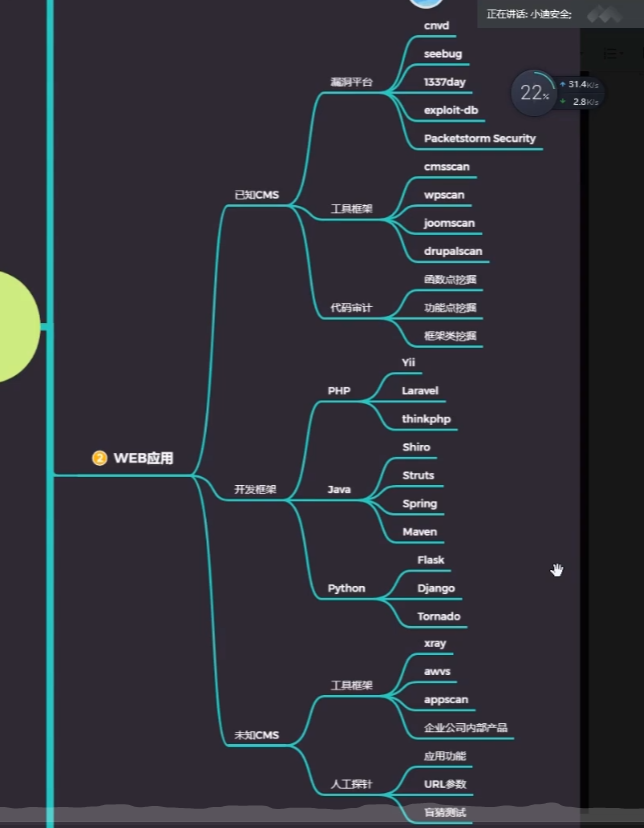 正在讲话: 小迪安全;
22%
31.4K/s
2.8K/s
② WEB应用
已知CMS
漏洞平台
cnvd
seebug
1337day
exploit-db
Packetstorm Security
工具框架
cmsscan
wpscan
joomscan
drupalscan
代码审计
函数点挖掘
功能点挖掘
框架类挖掘
开发框架
PHP
Yii
Laravel
thinkphp
Java
Shiro
Struts
Spring
Maven
Python
Flask
Django
Tornado
未知CMS
工具框架
xray
awvs
appscan
企业公司内部产品
人工探针
应用功能
URL参数
盲猜测试